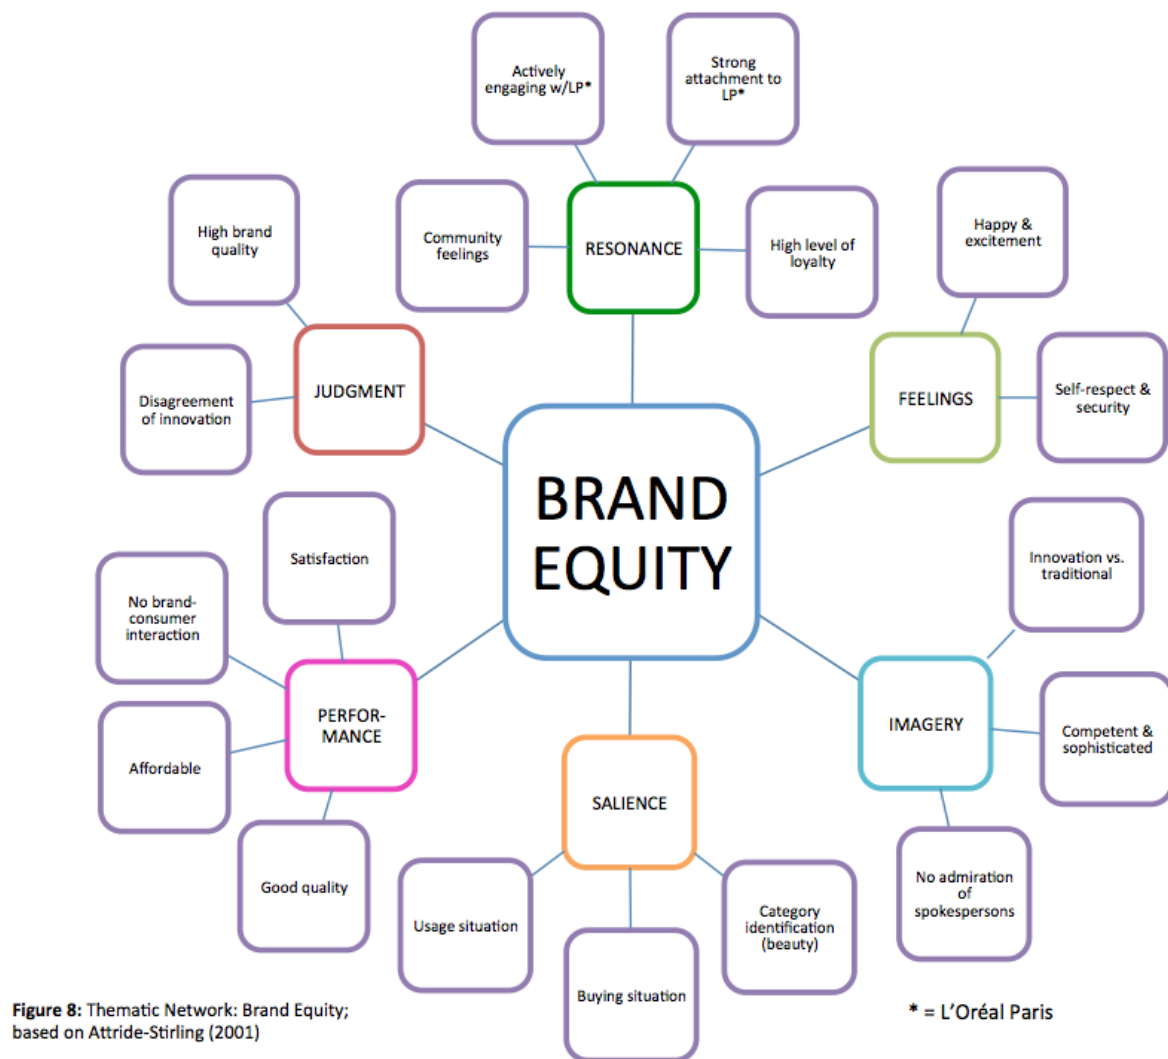 Actively
engaging w/LP*
Strong
attachment to
LP*
Community
feelings
RESONANCE
High level of
loyalty
High brand
quality
Disagreement
of innovation
JUDGMENT
Happy &
excitement
Self-respect &
security
FEELINGS
BRAND
EQUITY
Satisfaction
No brand-
consumer
interaction
Affordable
Good quality
PERFOR-
MANCE
Innovation vs.
traditional
Competent &
sophisticated
No admiration
of
spokespersons
IMAGERY
SALIENCE
Usage situation
Buying situation
Category
identification
(beauty)
Figure 8: Thematic Network: Brand Equity;
based on Attride-Stirling (2001)
* = L'Oréal Paris